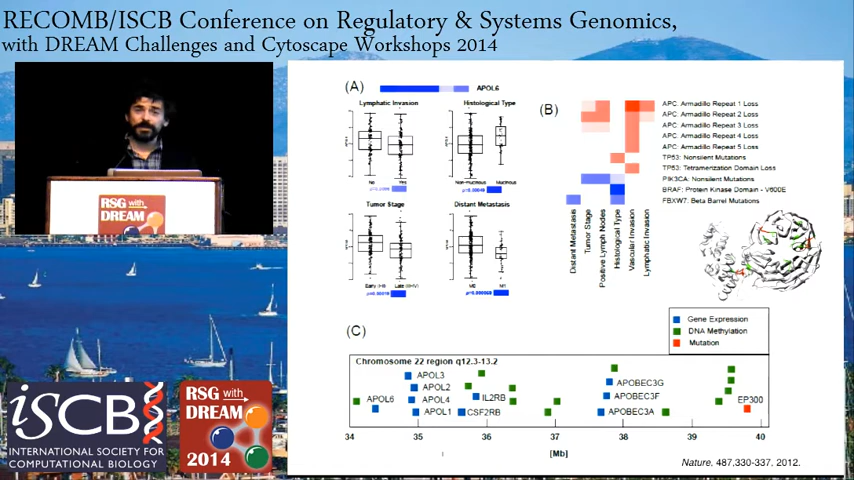 RECOMB/ISCB Conference on Regulatory & Systems Genomics,
with DREAM Challenges and Cytoscape Workshops 2014
RSG with
DREAM
iSCB
INTERNATIONAL SOCIETY FOR
COMPUTATIONAL BIOLOGY
RSG with
DREAM
2014
(A)
APOL6
Lymphatic Invasion
Histological Type
No
Yes
Non-mucinous
Mucinous
Tumor Stage
Distant Metastasis
M0
M1
(B)
APC: Armadillo Repeat 1 Loss
APC: Armadillo Repeat 2 Loss
APC: Armadillo Repeat 3 Loss
APC: Armadillo Repeat 4 Loss
APC: Armadillo Repeat 5 Loss
TP53: Nonsilent Mutations
TP53: Tetramerization Domain Loss
PIK3CA: Nonsilent Mutations
BRAF: Protein Kinase Domain - V600E
FBXW7: Beta Barrel Mutations
Distant Metastasis
Tumor Stage
Positive Lymph Nodes
Histological Type
Vascular Invasion
Lymphatic Invasion
(C)
Gene Expression
DNA Methylation
Mutation
Chromosome 22 region q12.3-13.2
APOL3
APOL2
APOL6
APOL4
APOL1
IL2RB
CSF2RB
APOBEC3G
APOBEC3F
APOBEC3A
EP300
34 35 36 37 38 39 40
[Mb]
Nature. 487,330-337, 2012.